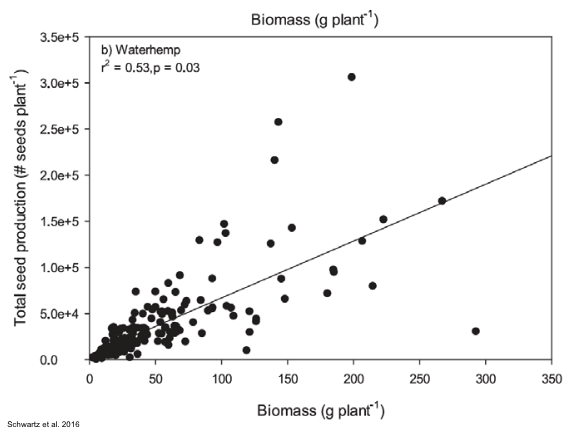 Biomass (g plant⁻¹)
b) Waterhemp
r² = 0.53,p = 0.03
Total seed production (# seeds plant⁻¹)
3.5e+5
3.0e+5
2.5e+5
2.0e+5
1.5e+5
1.0e+5
5.0e+4
0.0
0 50 100 150 200 250 300 350
Biomass (g plant⁻¹)
Schwartz et al. 2016